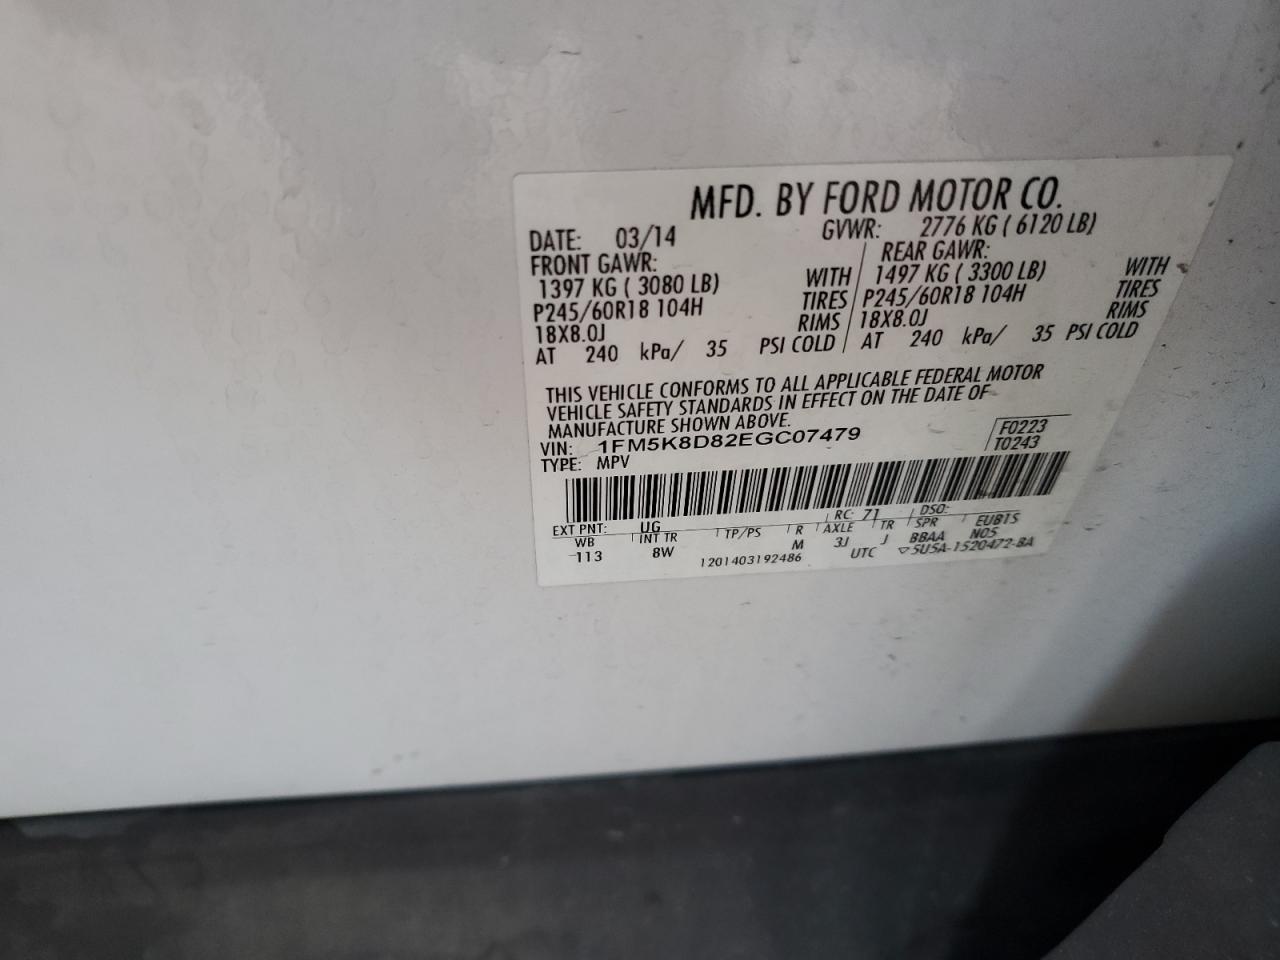 MFD. BY FORD MOTOR CO.
DATE: 03/14 GVWR: 2776 KG ( 6120 LB)
FRONT GAWR: REAR GAWR:
1397 KG ( 3080 LB) WITH 1497 KG ( 3300 LB) WITH
P245/60R18 104H TIRES P245/60R18 104H TIRES
18X8.0J RIMS 18X8.0J RIMS
AT 240 kPa/ 35 PSI COLD AT 240 kPa/ 35 PSI COLD
THIS VEHICLE CONFORMS TO ALL APPLICABLE FEDERAL MOTOR
VEHICLE SAFETY STANDARDS IN EFFECT ON THE DATE OF
MANUFACTURE SHOWN ABOVE.
VIN: 1FM5K8D82EGC07479 F0223
TYPE: MPV T0243
EXT PNT: UG RC: 71 DSO:
WB INT TR TP/PS R AXLE TR SPR EUB1S
113 8W M 3J J BBAA N05
1201403192486 UTC ▽5U5A-1520472-BA